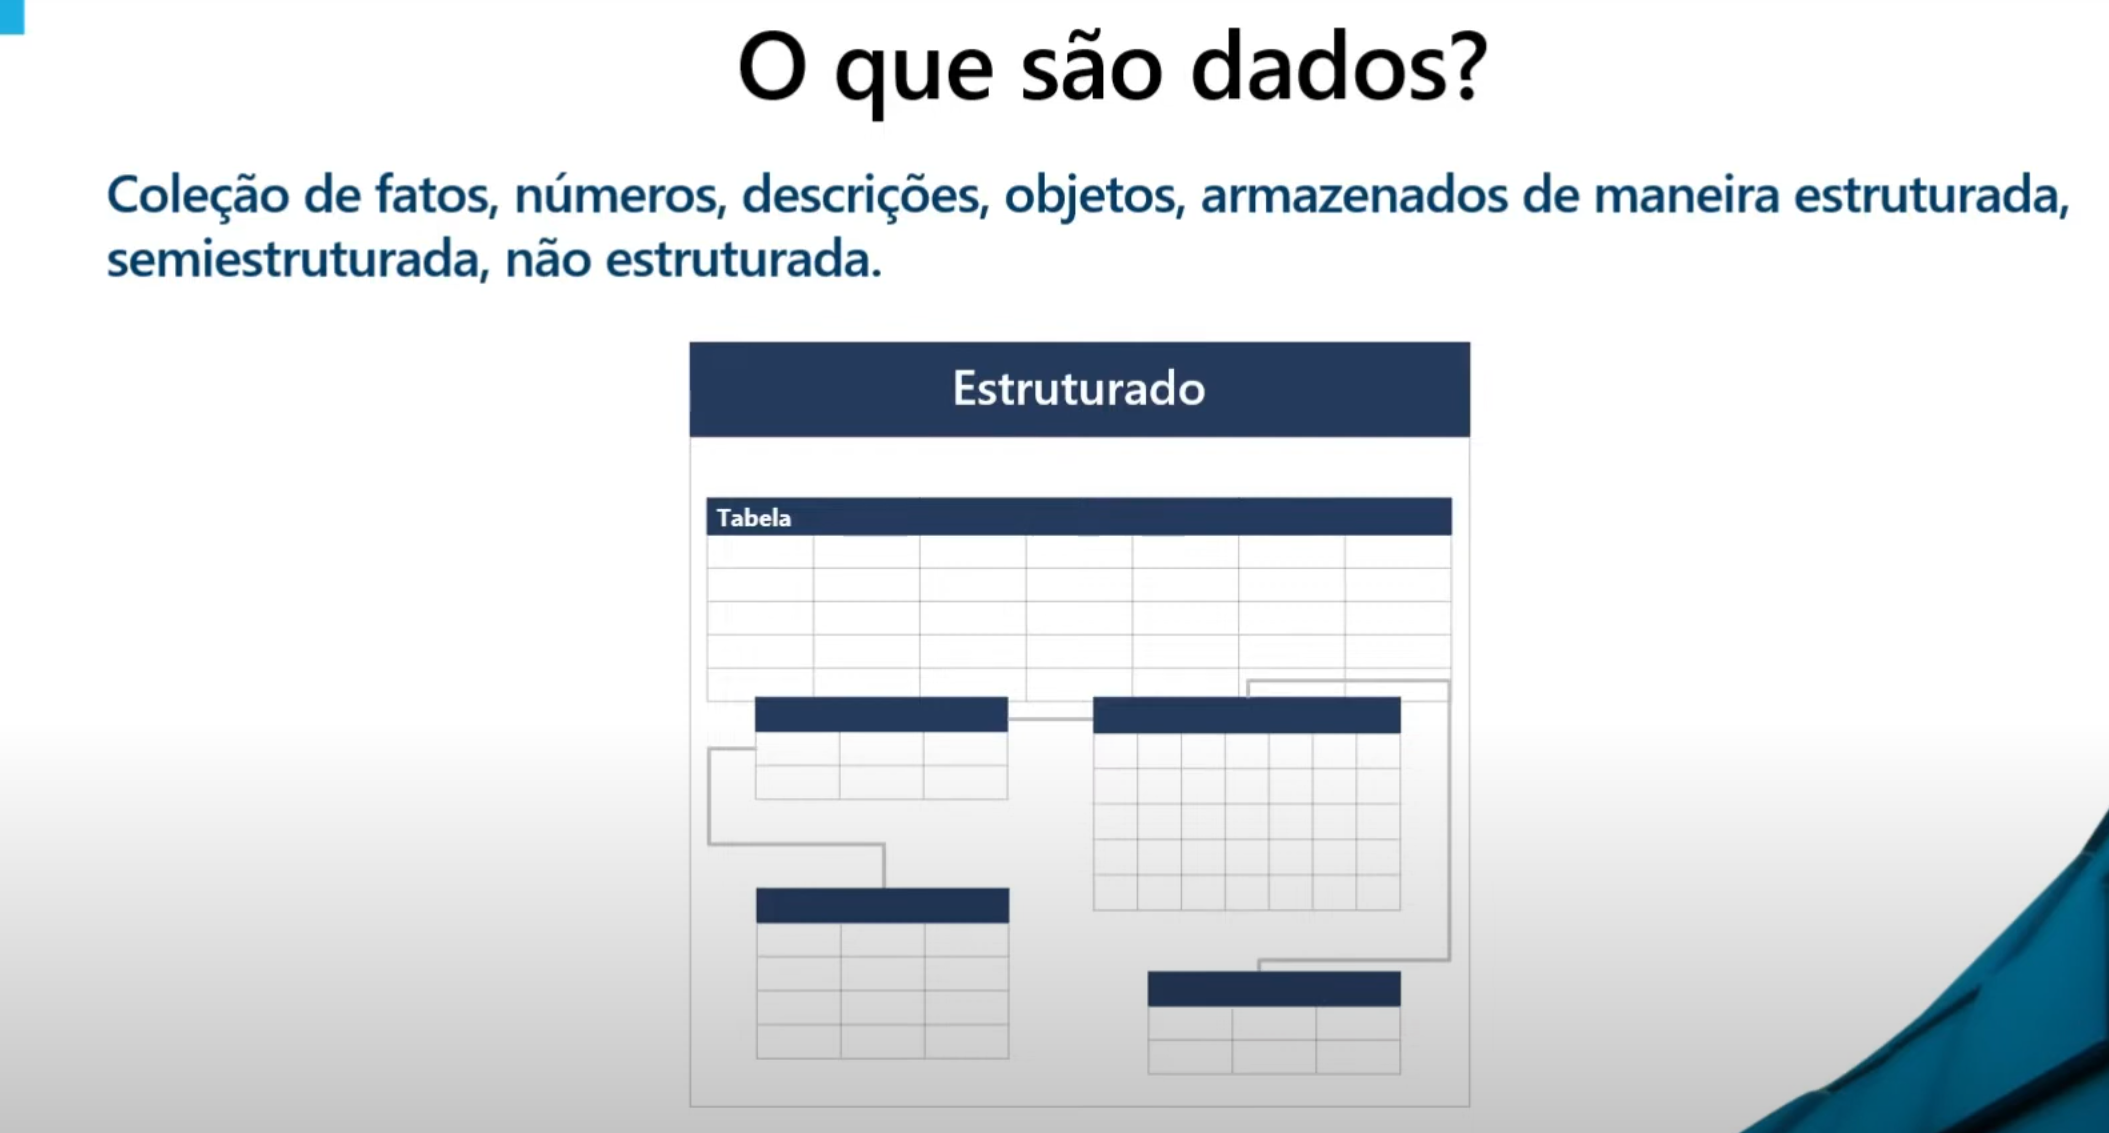 O que são dados?
Coleção de fatos, números, descrições, objetos, armazenados de maneira estruturada,
semiestruturada, não estruturada.
Estruturado
Tabela